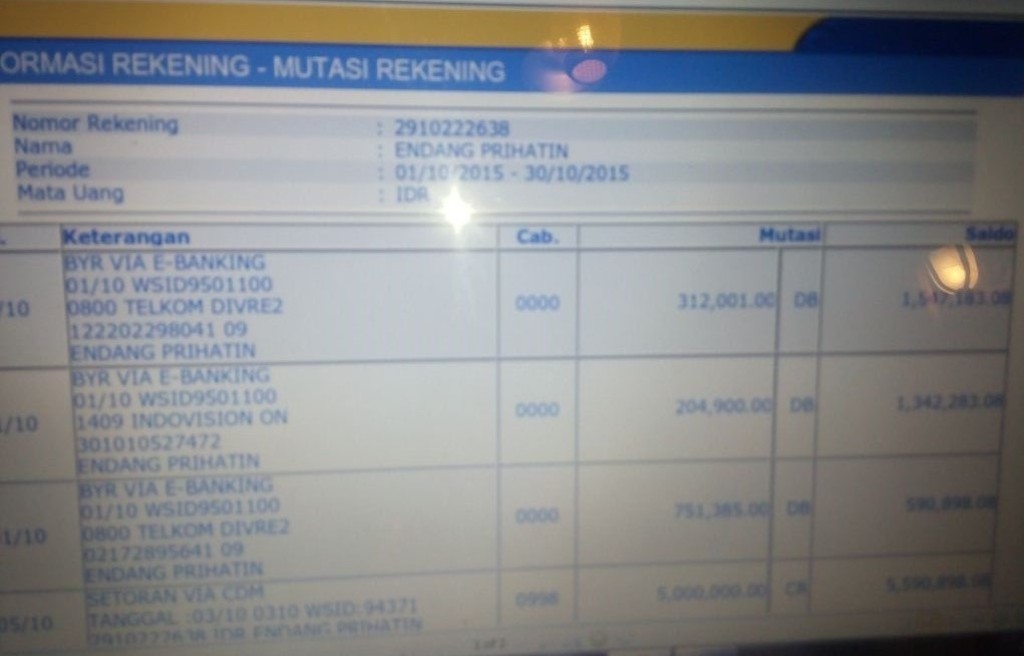 ORMASI REKENING - MUTASI REKENING
Nomor Rekening : 2910222638
Nama : ENDANG PRIHATIN
Periode : 01/10/2015 - 30/10/2015
Mata Uang : IDR
Keterangan Cab. Mutasi Saldo
BYR VIA E-BANKING
01/10 WSID9501100
/10 0800 TELKOM DIVRE2 0000 312,001.00 DB 1,547,183.08
122202298041 09
ENDANG PRIHATIN
BYR VIA E-BANKING
01/10 WSID9501100
1/10 1409 INDOVISION ON 0000 204,900.00 DB 1,342,283.08
301010527472
ENDANG PRIHATIN
BYR VIA E-BANKING
01/10 WSID9501100
1/10 0800 TELKOM DIVRE2 0000 751,385.00 DB 590,898.08
02172895641 09
ENDANG PRIHATIN
SETORAN VIA CDM
05/10 TANGGAL :03/10 0310 WSID:94371 0998 5,000,000.00 CR 5,590,898.08
IDR ENDANG PRIHATIN